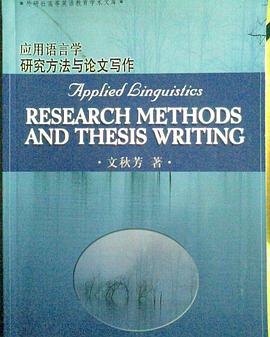 外研社高等英语教育学术文库
应用语言学
研究方法与论文写作
Applied Linguistics
RESEARCH METHODS
AND THESIS WRITING
·文秋芳 著·